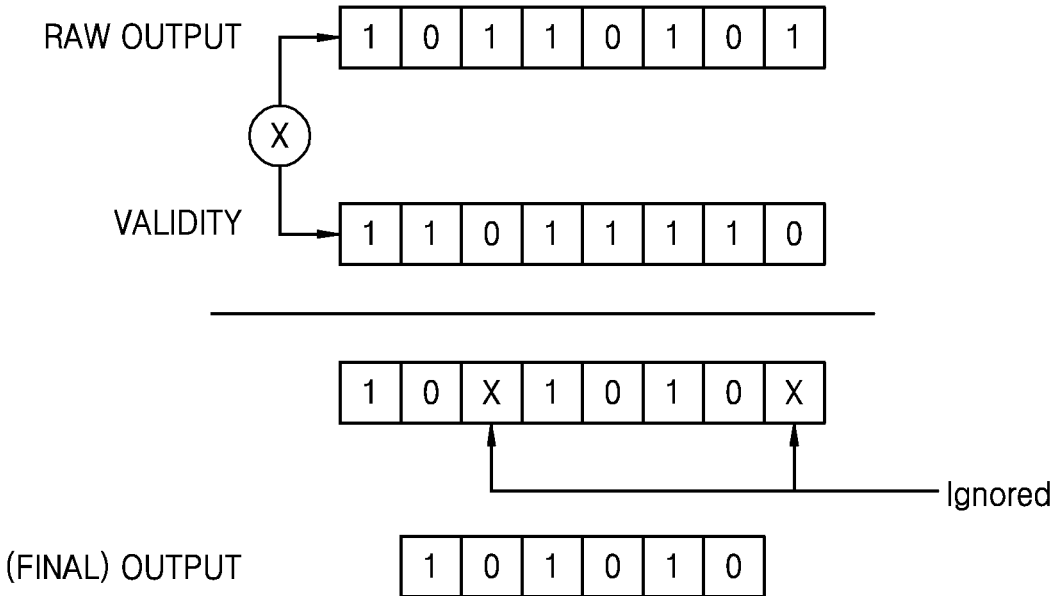 RAW OUTPUT 1 0 1 1 0 1 0 1
X
VALIDITY 1 1 0 1 1 1 1 0
1 0 X 1 0 1 0 X
Ignored
(FINAL) OUTPUT 1 0 1 0 1 0